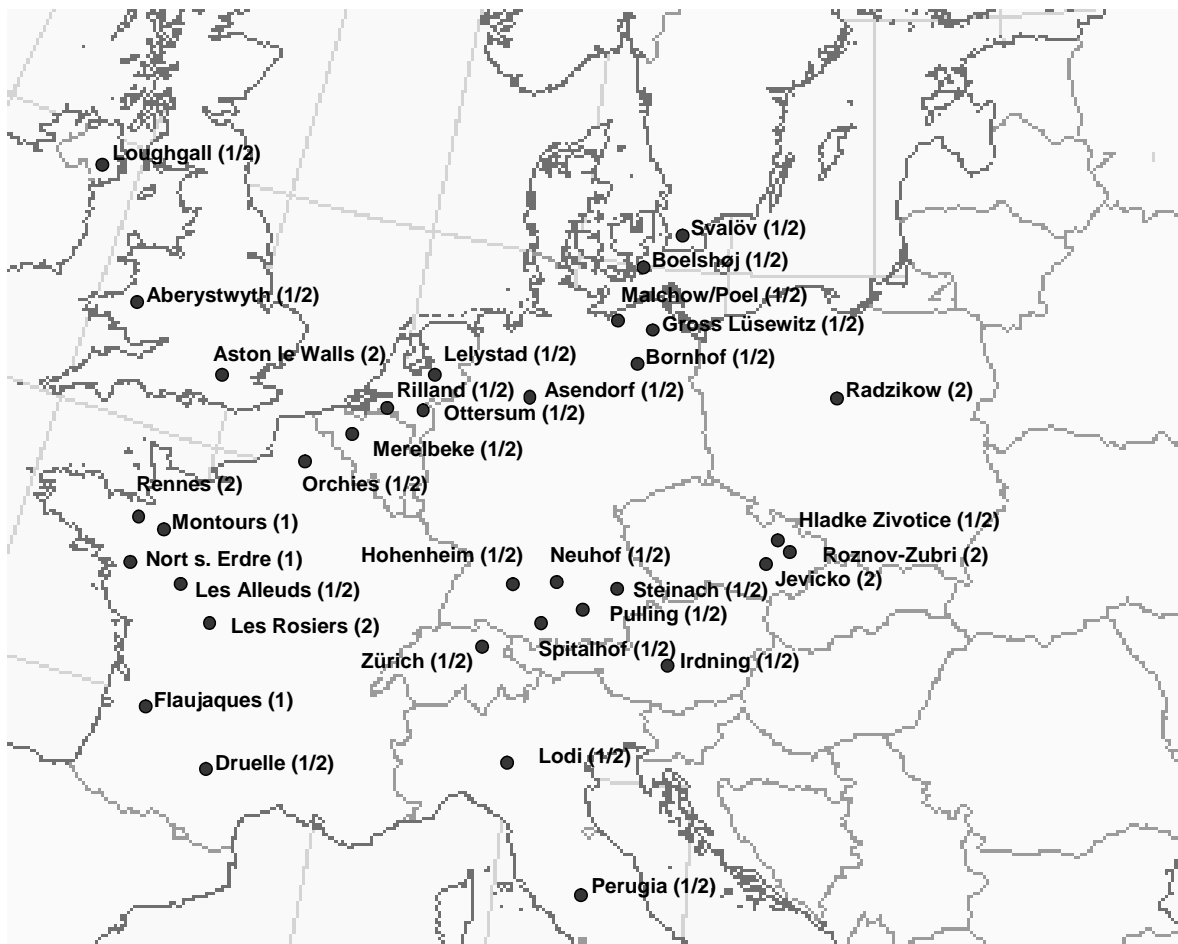 Loughgall (1/2)
Svalöv (1/2)
Boelshøj (1/2)
Aberystwyth (1/2)
Malchow/Poel (1/2)
Gross Lüsewitz (1/2)
Aston le Walls (2)
Lelystad (1/2)
Bornhof (1/2)
Rilland (1/2)
Asendorf (1/2)
Radzikow (2)
Ottersum (1/2)
Merelbeke (1/2)
Rennes (2)
Orchies (1/2)
Montours (1)
Hladke Zivotice (1/2)
Nort s. Erdre (1)
Hohenheim (1/2)
Neuhof (1/2)
Roznov-Zubri (2)
Jevicko (2)
Les Alleuds (1/2)
Steinach (1/2)
Pulling (1/2)
Les Rosiers (2)
Spitalhof (1/2)
Zürich (1/2)
Irdning (1/2)
Flaujaques (1)
Druelle (1/2)
Lodi (1/2)
Perugia (1/2)